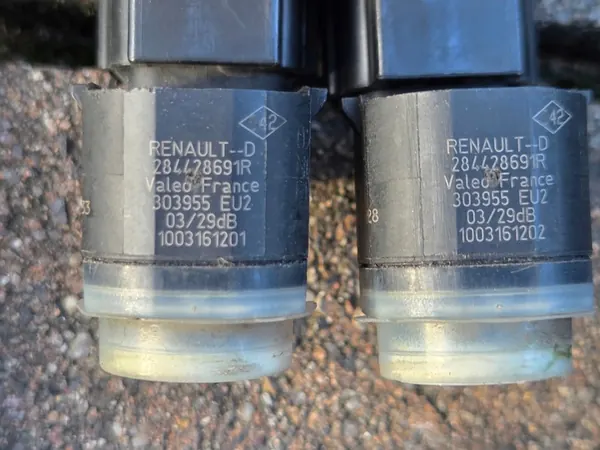 42
RENAULT--D
284428691R
Valeo France
303955 EU2
03/29dB
1003161201
42
RENAULT--D
284428691R
Valeo France
303955 EU2
03/29dB
1003161202
28